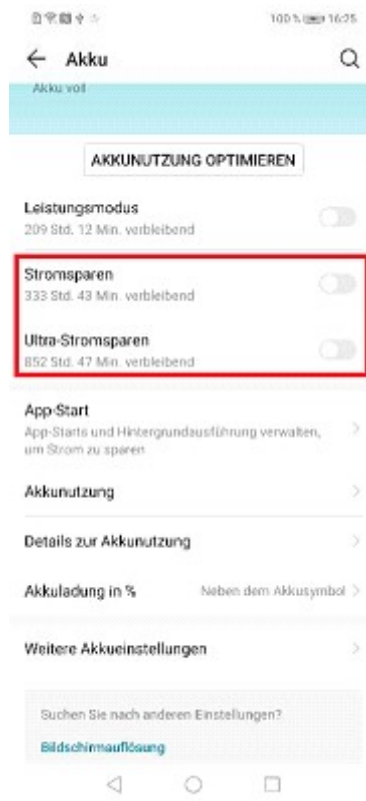 100 % 16:25
Akku
Akku voll
AKKUNUTZUNG OPTIMIEREN
Leistungsmodus
209 Std. 12 Min. verbleibend
Stromsparen
333 Std. 43 Min. verbleibend
Ultra-Stromsparen
852 Std. 47 Min. verbleibend
App-Start
App-Starts und Hintergrundausführung verwalten,
um Strom zu sparen
Akkunutzung
Details zur Akkunutzung
Akkuladung in % Neben dem Akkusymbol
Weitere Akkueinstellungen
Suchen Sie nach anderen Einstellungen?
Bildschirmauflösung